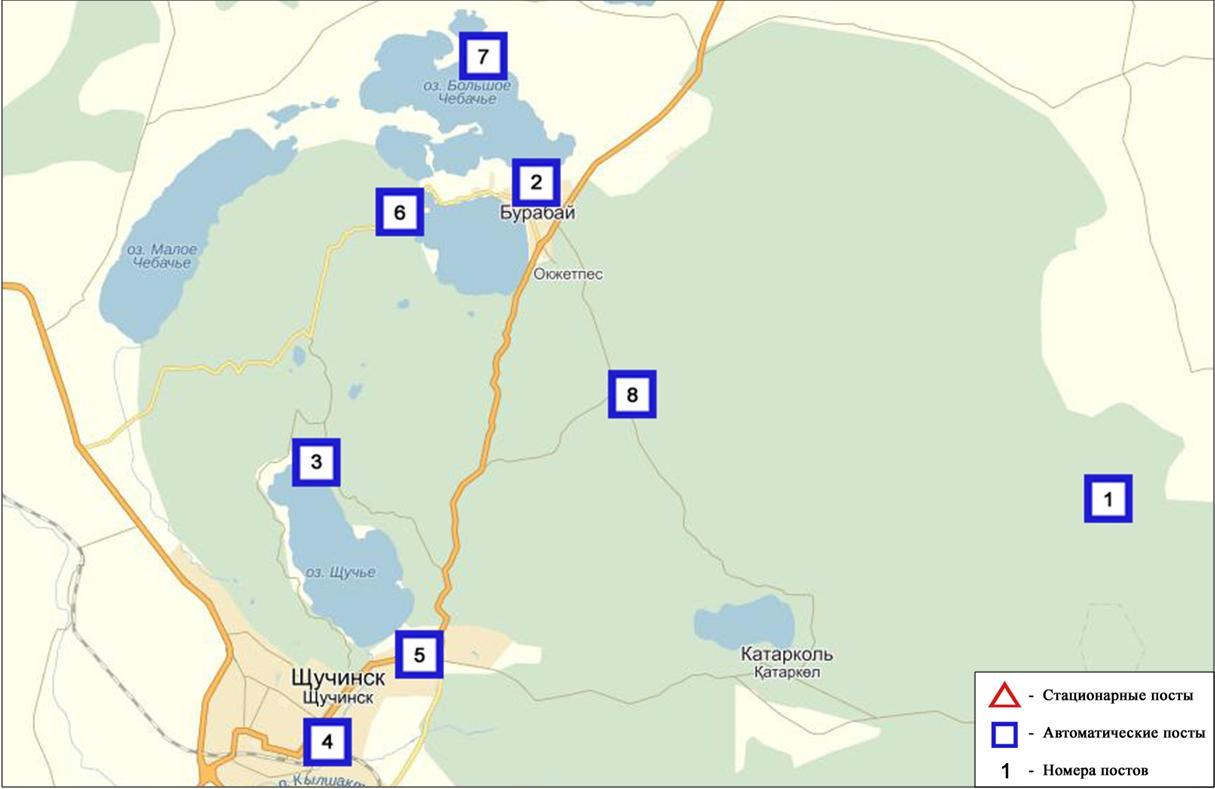 7
оз. Большое
Чебачье
2
6
Бурабай
оз. Малое
Чебачье
Окжетпес
8
3
1
оз. Щучье
5
Катарколь
Қатаркөл
Щучинск
Щучинск
4
р. Кылшакт
- Стационарные посты
- Автоматические посты
1 - Номера постов